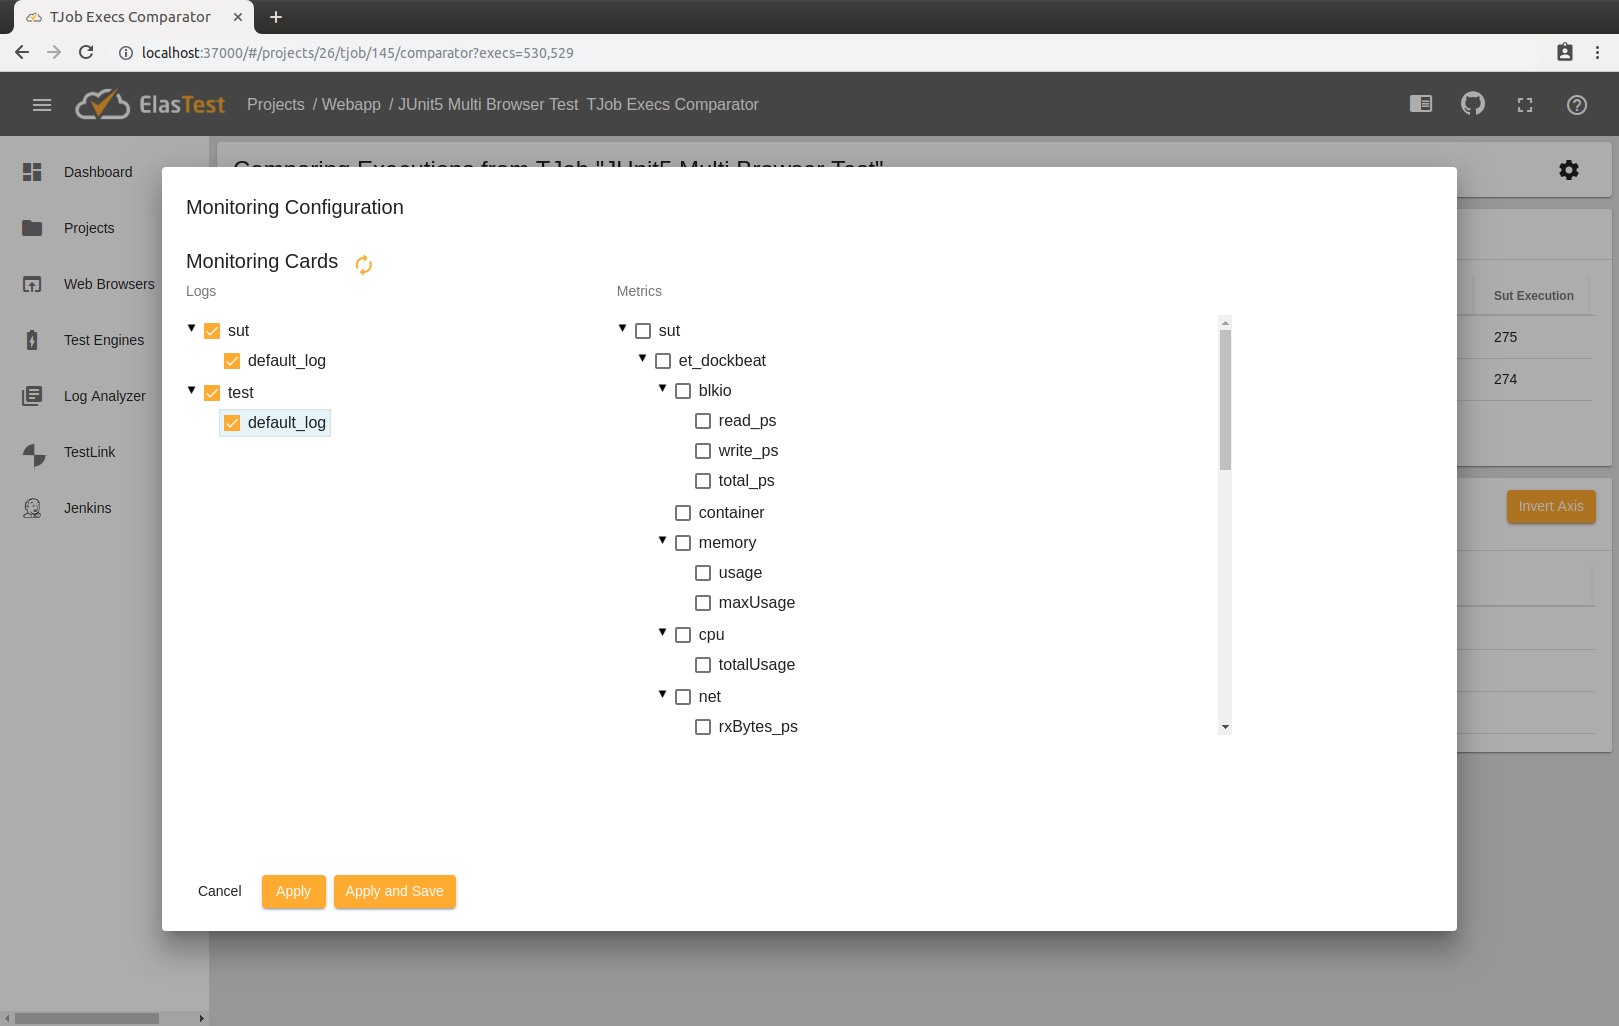 TJob Execs Comparator
localhost:37000/#/projects/26/tjob/145/comparator?execs=530,529
ElasTest
Projects / Webapp / JUnit5 Multi Browser Test TJob Execs Comparator
Comparing Executions from TJob "JUnit5 Multi Browser Test"
Dashboard
Projects
Web Browsers
Test Engines
Log Analyzer
TestLink
Jenkins
Monitoring Configuration
Monitoring Cards
Logs
sut
default_log
test
default_log
Metrics
sut
et_dockbeat
blkio
read_ps
write_ps
total_ps
container
memory
usage
maxUsage
cpu
totalUsage
net
rxBytes_ps
Cancel
Apply
Apply and Save
Sut Execution
275
274
Invert Axis